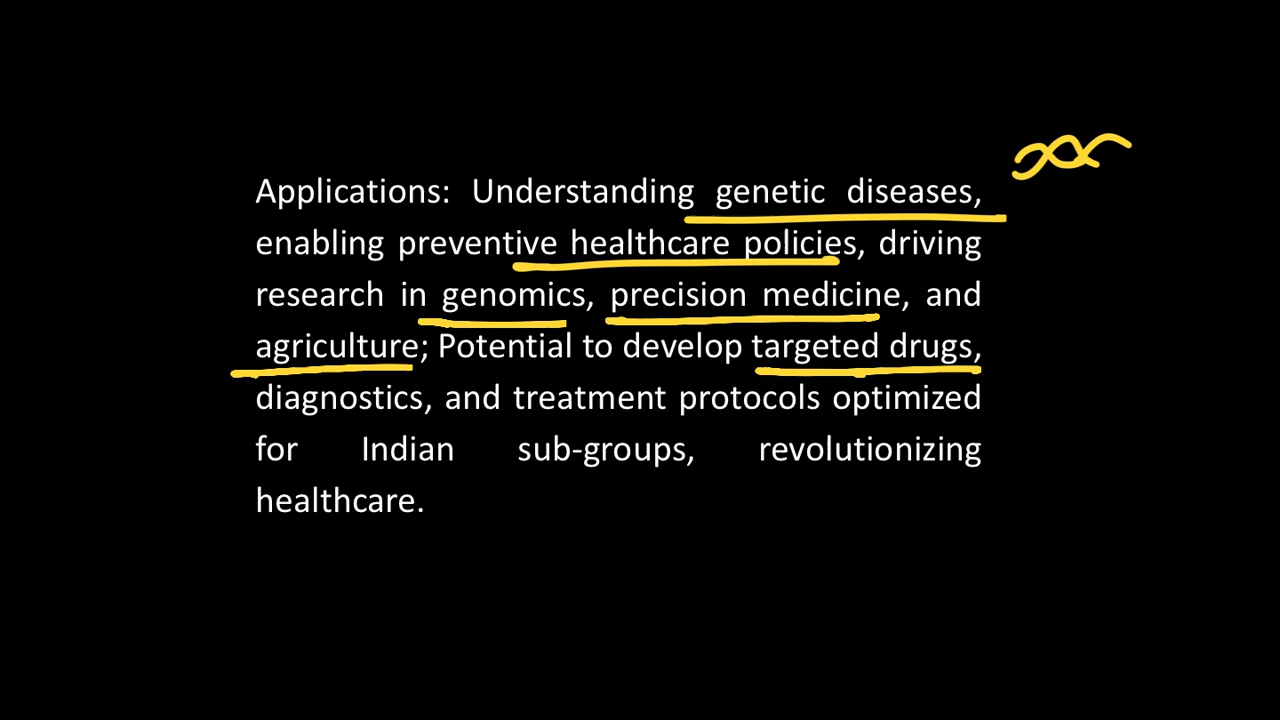 Applications: Understanding genetic diseases,
enabling preventive healthcare policies, driving
research in genomics, precision medicine, and
agriculture; Potential to develop targeted drugs,
diagnostics, and treatment protocols optimized
for Indian sub-groups, revolutionizing
healthcare.